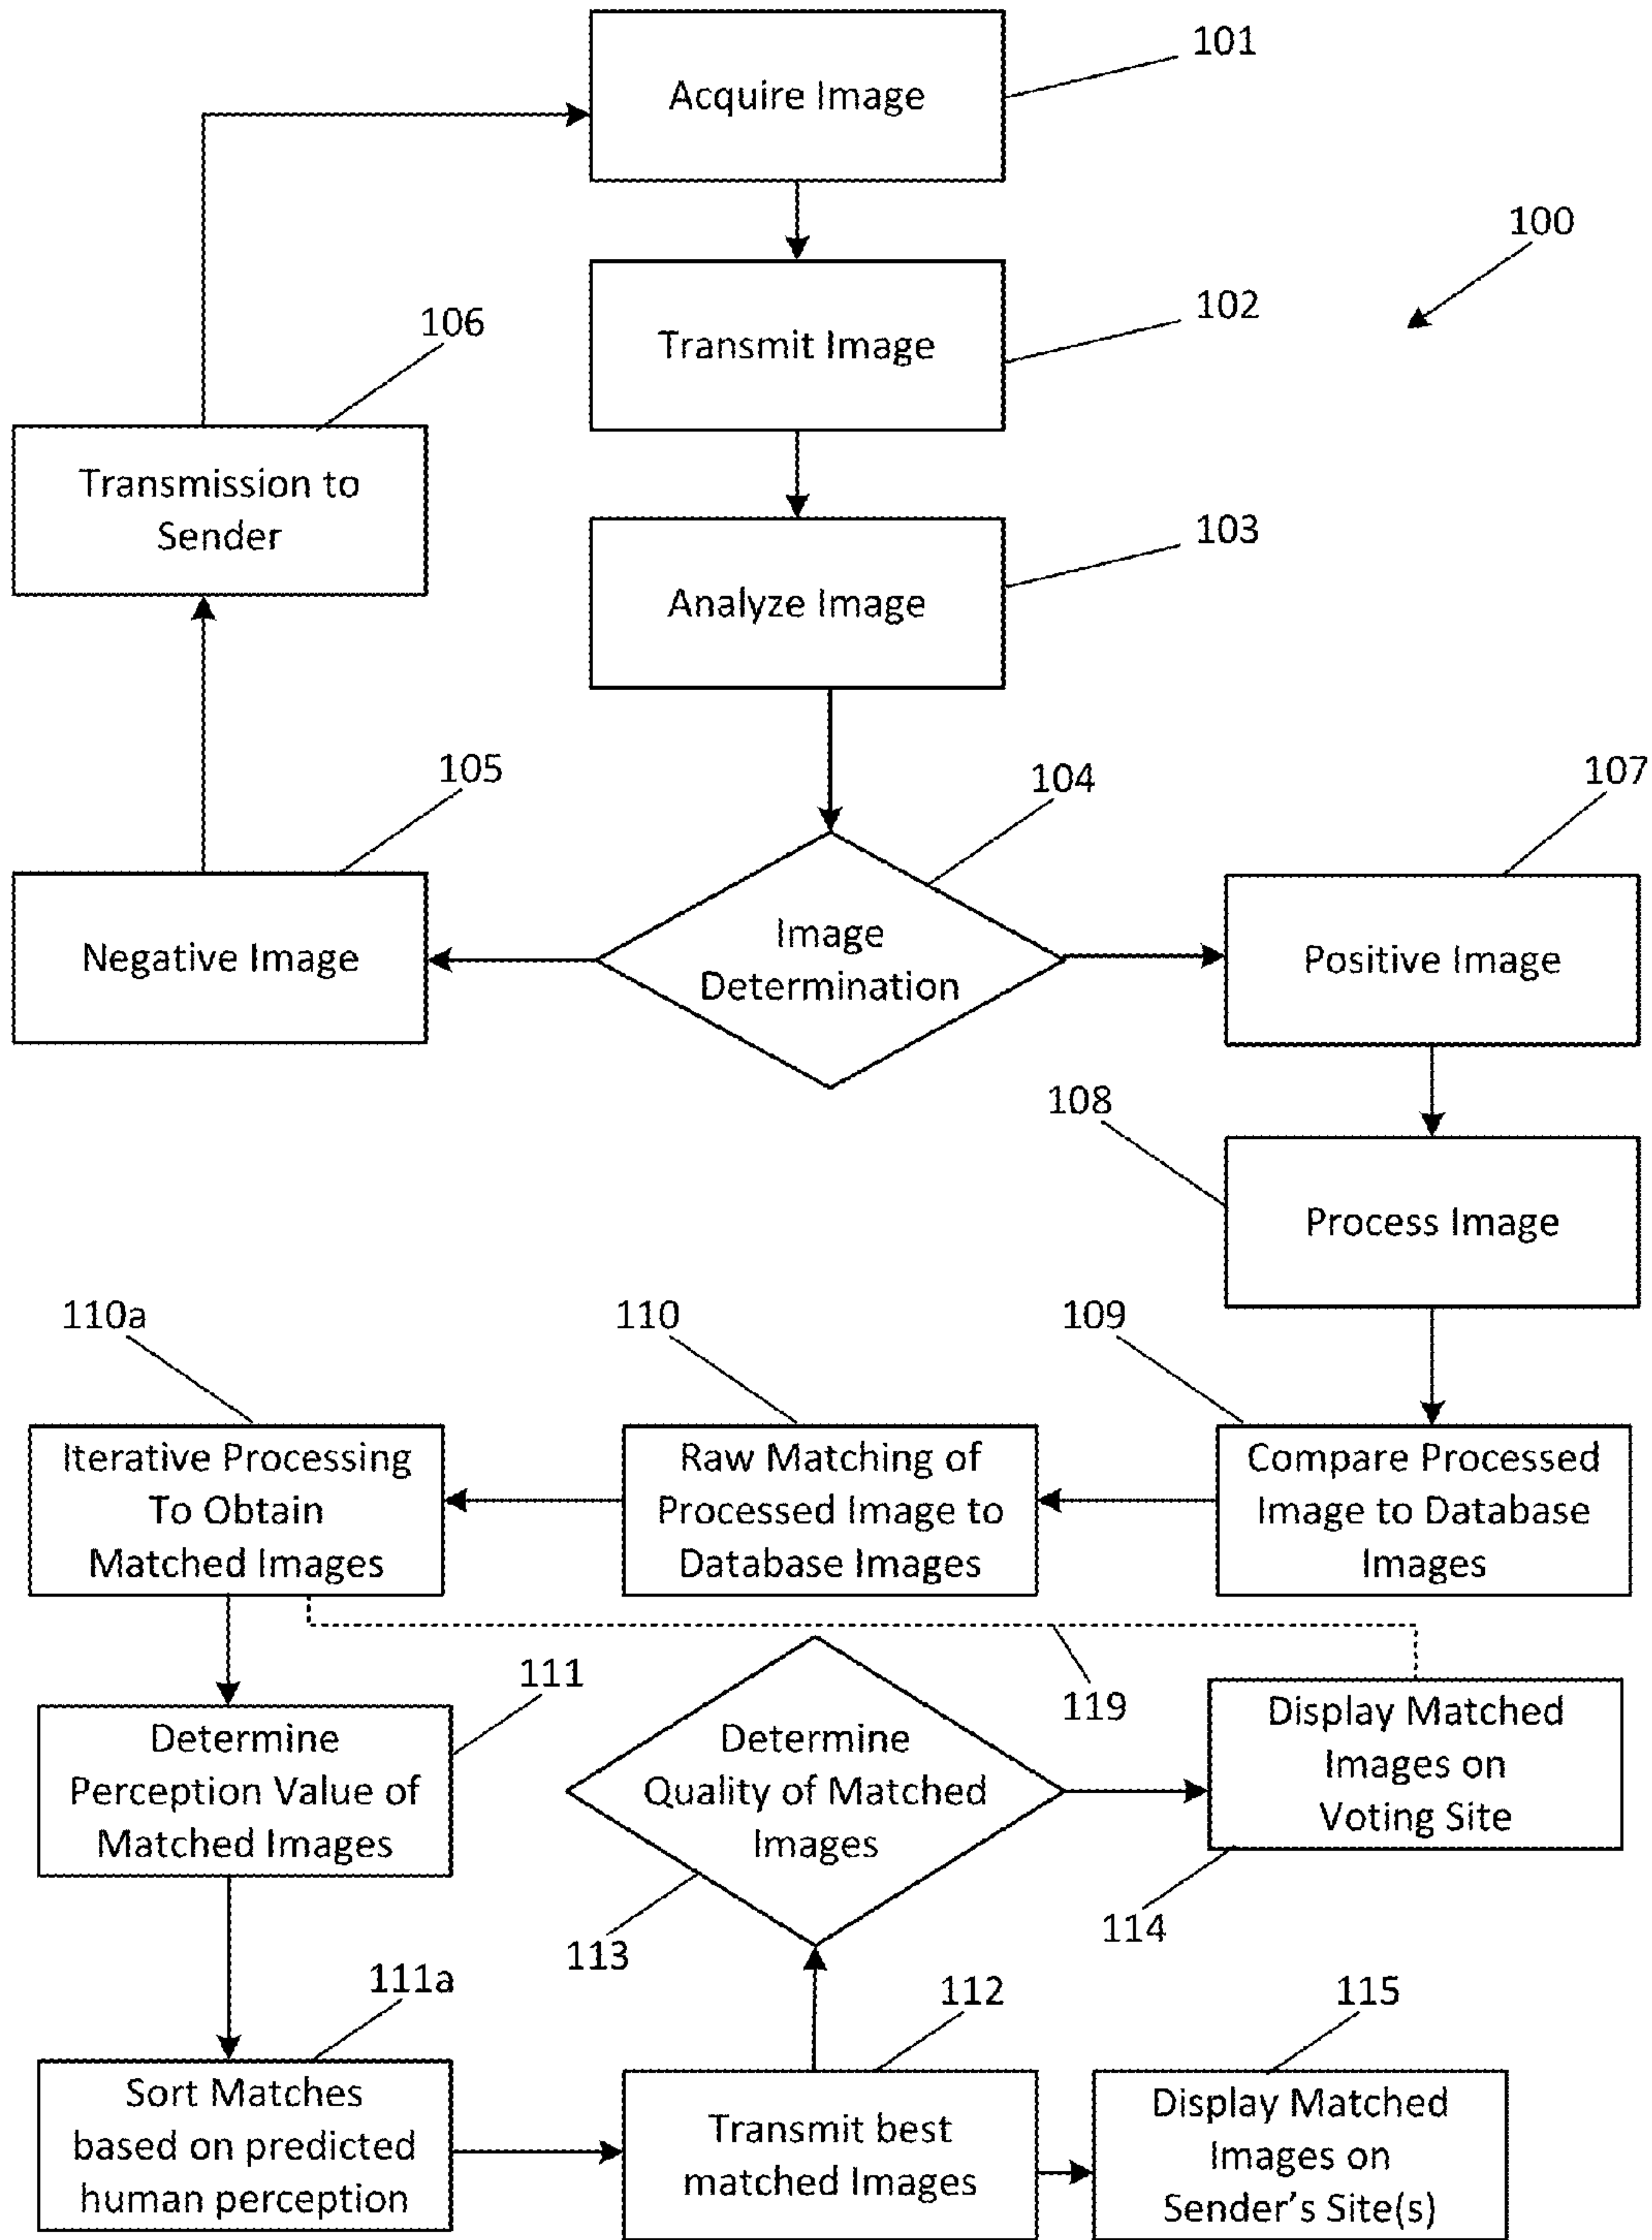 101
Acquire Image
100
102
Transmit Image
106
Transmission to
Sender
103
Analyze Image
105
104
107
Negative Image
Image
Determination
Positive Image
108
Process Image
110a
110
109
Iterative Processing
To Obtain
Matched Images
Raw Matching of
Processed Image to
Database Images
Compare Processed
Image to Database
Images
111
119
Determine
Perception Value of
Matched Images
Determine
Quality of Matched
Images
Display Matched
Images on
Voting Site
113
114
111a
112
115
Sort Matches
based on predicted
human perception
Transmit best
matched Images
Display Matched
Images on
Sender's Site(s)